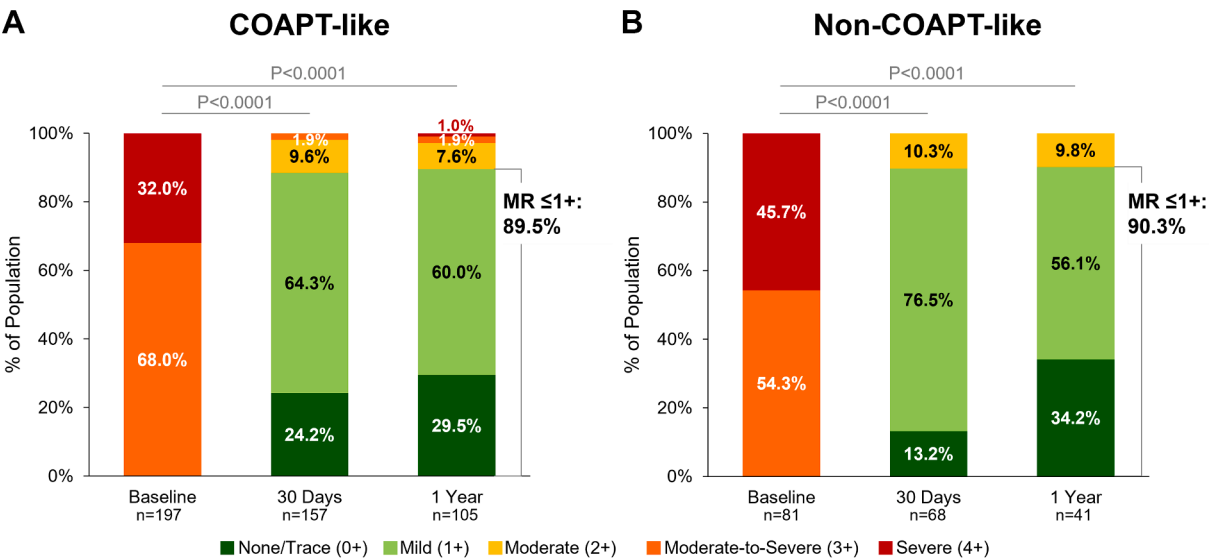 A
COAPT-like
P<0.0001
P<0.0001
% of Population
100%
80%
60%
40%
20%
0%
32.0%
68.0%
1.9%
9.6%
64.3%
24.2%
1.0%
1.9%
7.6%
60.0%
29.5%
MR ≤1+:
89.5%
Baseline
n=197
30 Days
n=157
1 Year
n=105
B
Non-COAPT-like
P<0.0001
P<0.0001
% of Population
100%
80%
60%
40%
20%
0%
45.7%
54.3%
10.3%
76.5%
13.2%
9.8%
56.1%
34.2%
MR ≤1+:
90.3%
Baseline
n=81
30 Days
n=68
1 Year
n=41
None/Trace (0+)
Mild (1+)
Moderate (2+)
Moderate-to-Severe (3+)
Severe (4+)